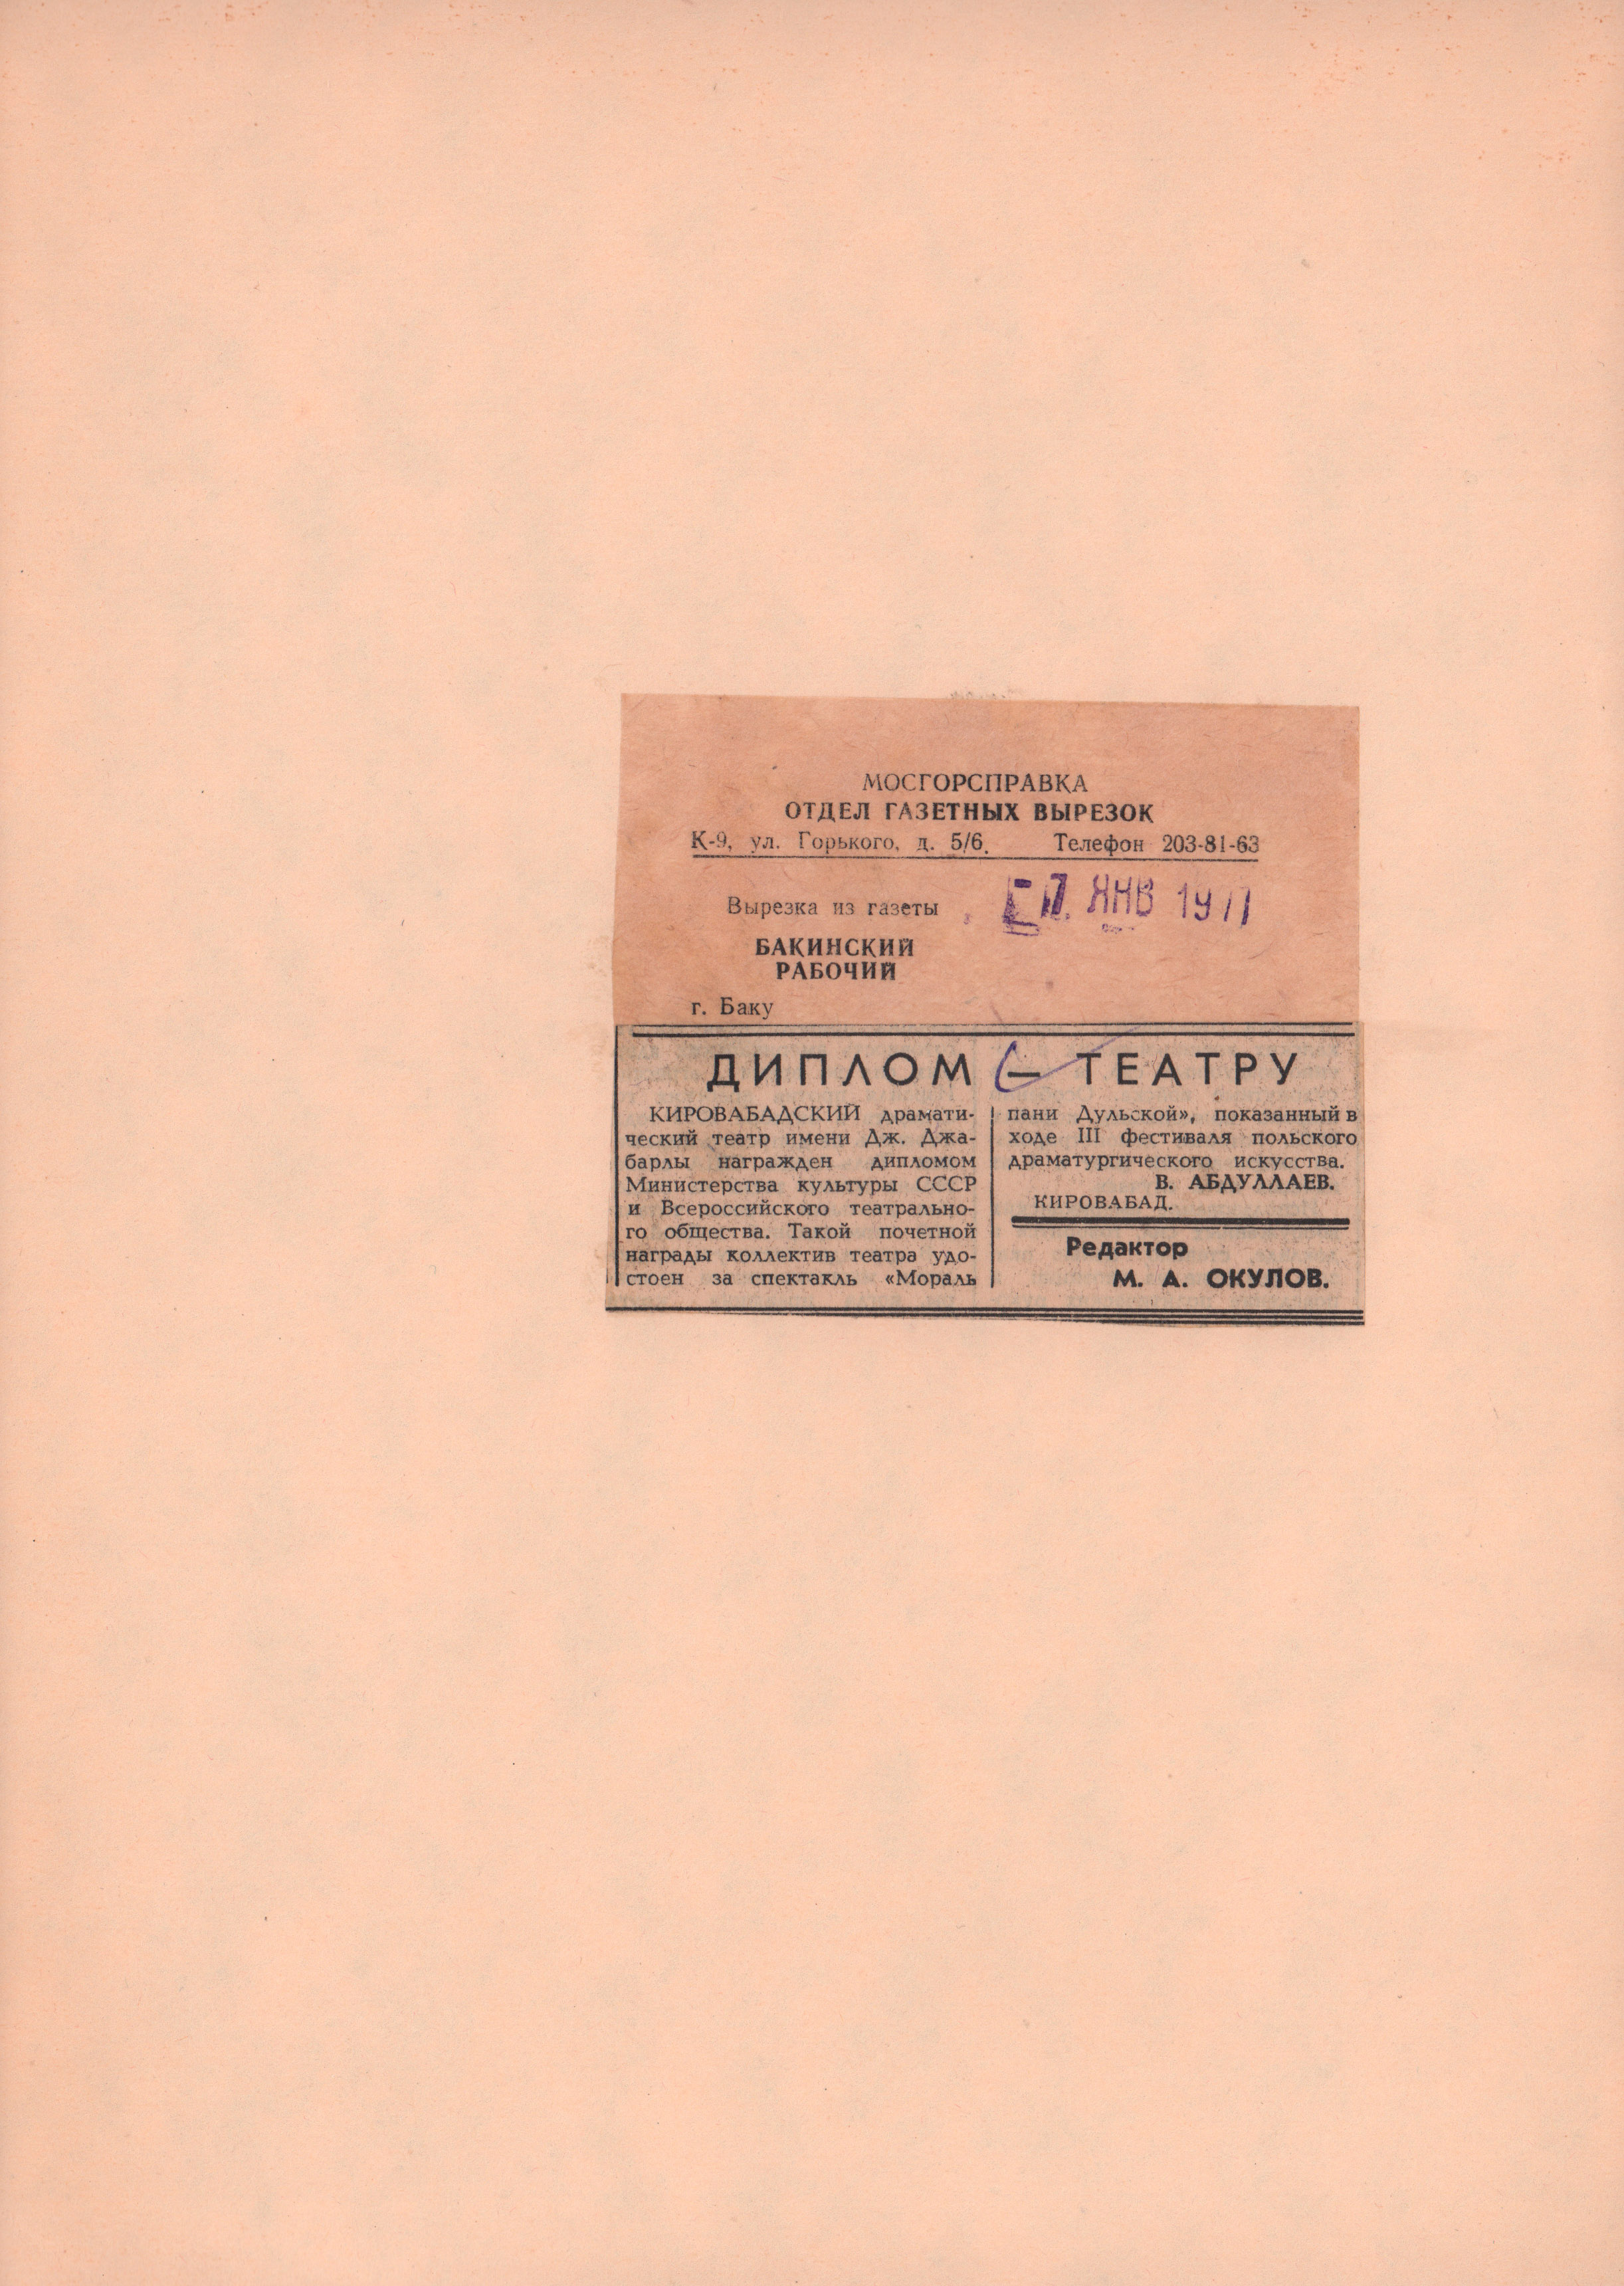 МОСГОРСПРАВКА
ОТДЕЛ ГАЗЕТНЫХ ВЫРЕЗОК
К-9, ул. Горького, д. 5/6. Телефон 203-81-63
Вырезка из газеты
ЯНВ
БАКИНСКИЙ
РАБОЧИЙ
г. Баку
ДИПЛОМ — ТЕАТРУ
КИРОВАБАДСКИЙ драмати-
ческий театр имени Дж. Джа-
барлы награжден дипломом
Министерства культуры СССР
и Всероссийского театрально-
го общества. Такой почетной
награды коллектив театра удо-
стоен за спектакль «Мораль
пани Дульской», показанный в
ходе III фестиваля польского
драматургического искусства.
В. АБДУЛЛАЕВ.
КИРОВАБАД.
Редактор
М. А. ОКУЛОВ.